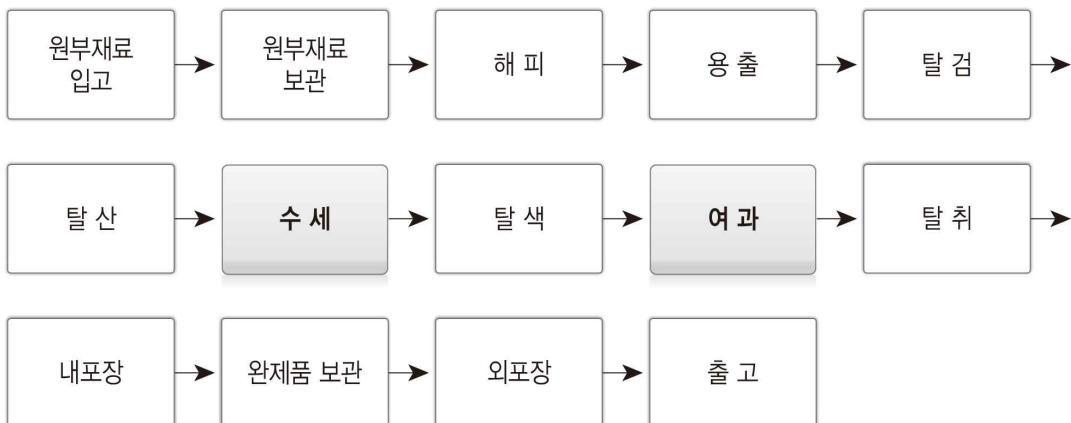 원부재료
입고
원부재료
보관
해 피
용 출
탈 검
탈 산
수 세
탈 색
여 과
탈 취
내포장
완제품 보관
외포장
출 고